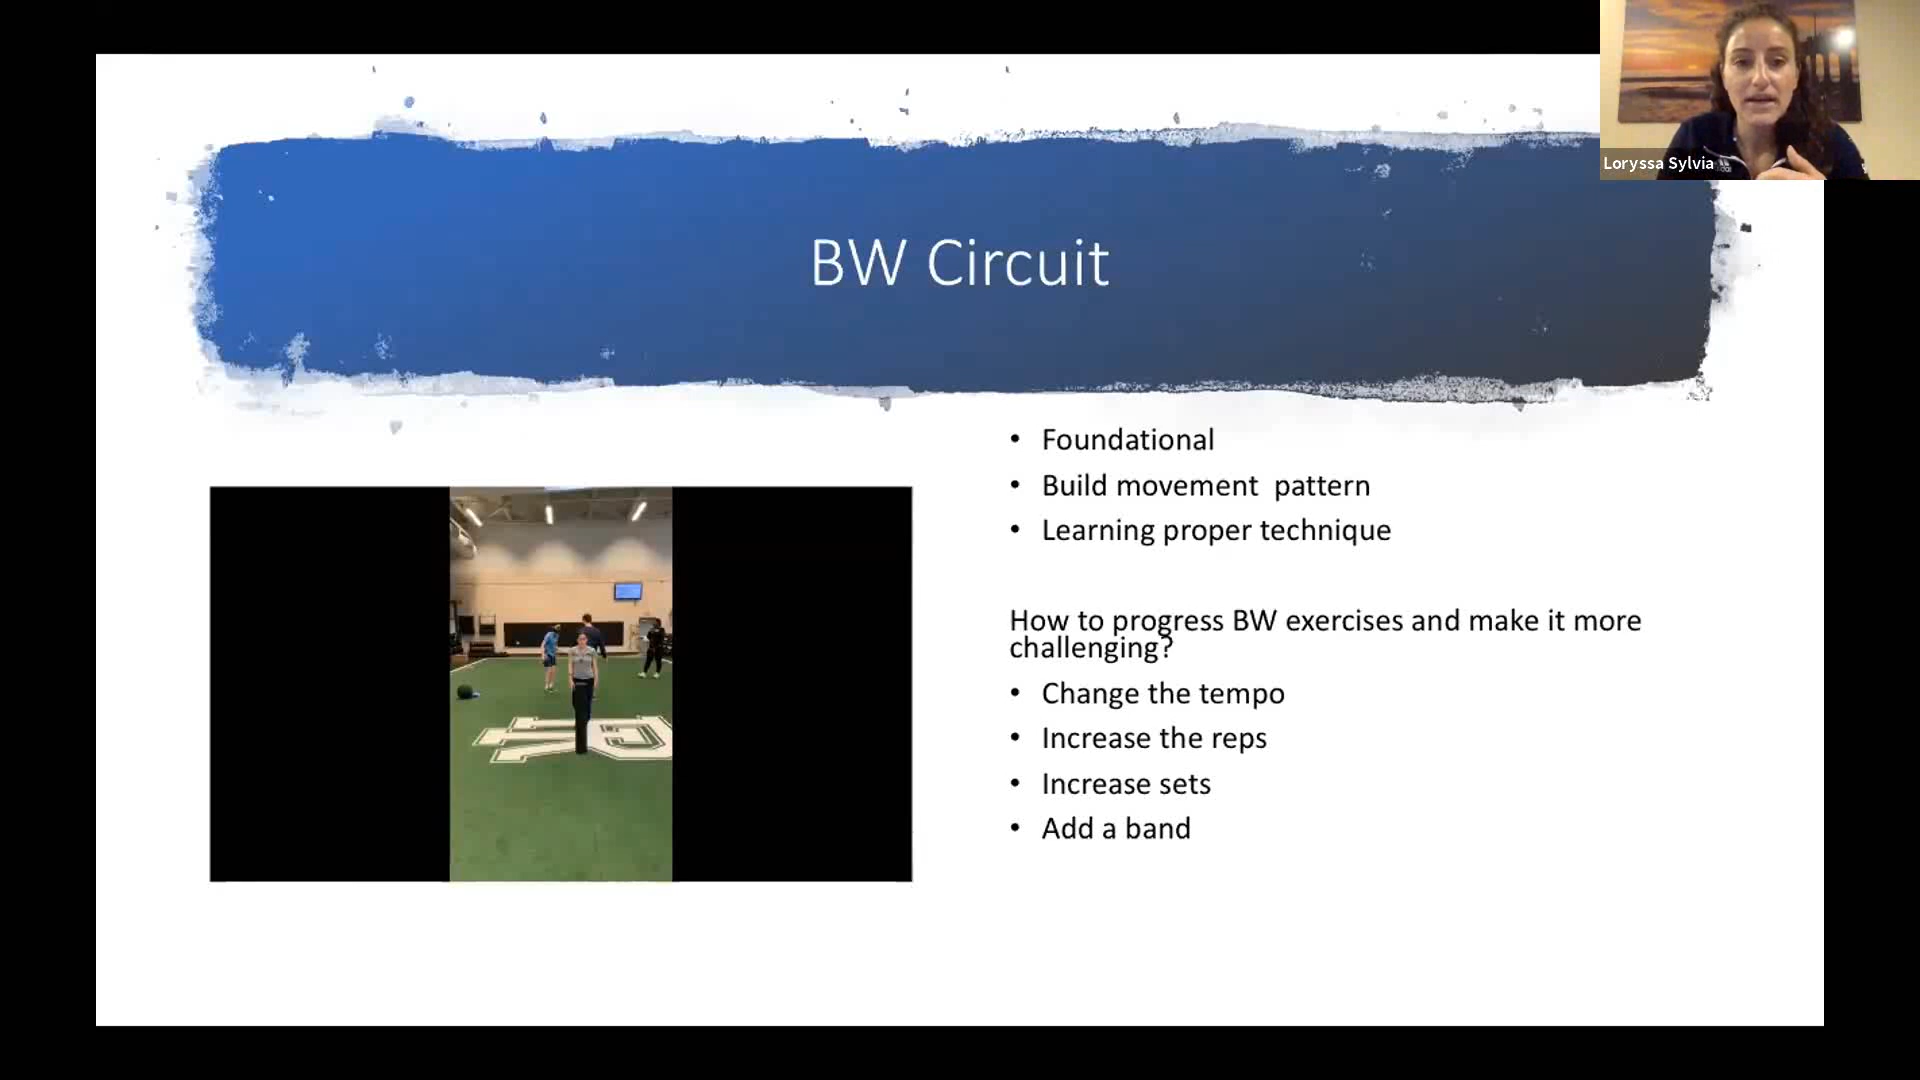 Loryssa Sylvia
BW Circuit
• Foundational
• Build movement  pattern
• Learning proper technique
How to progress BW exercises and make it more
challenging?
• Change the tempo
• Increase the reps
• Increase sets
• Add a band